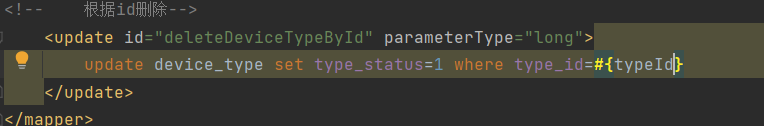 <!--    根据id删除-->
<update id="deleteDeviceTypeById" parameterType="long">
update device_type set type_status=1 where type_id=#{typeId}
</update>
</mapper>